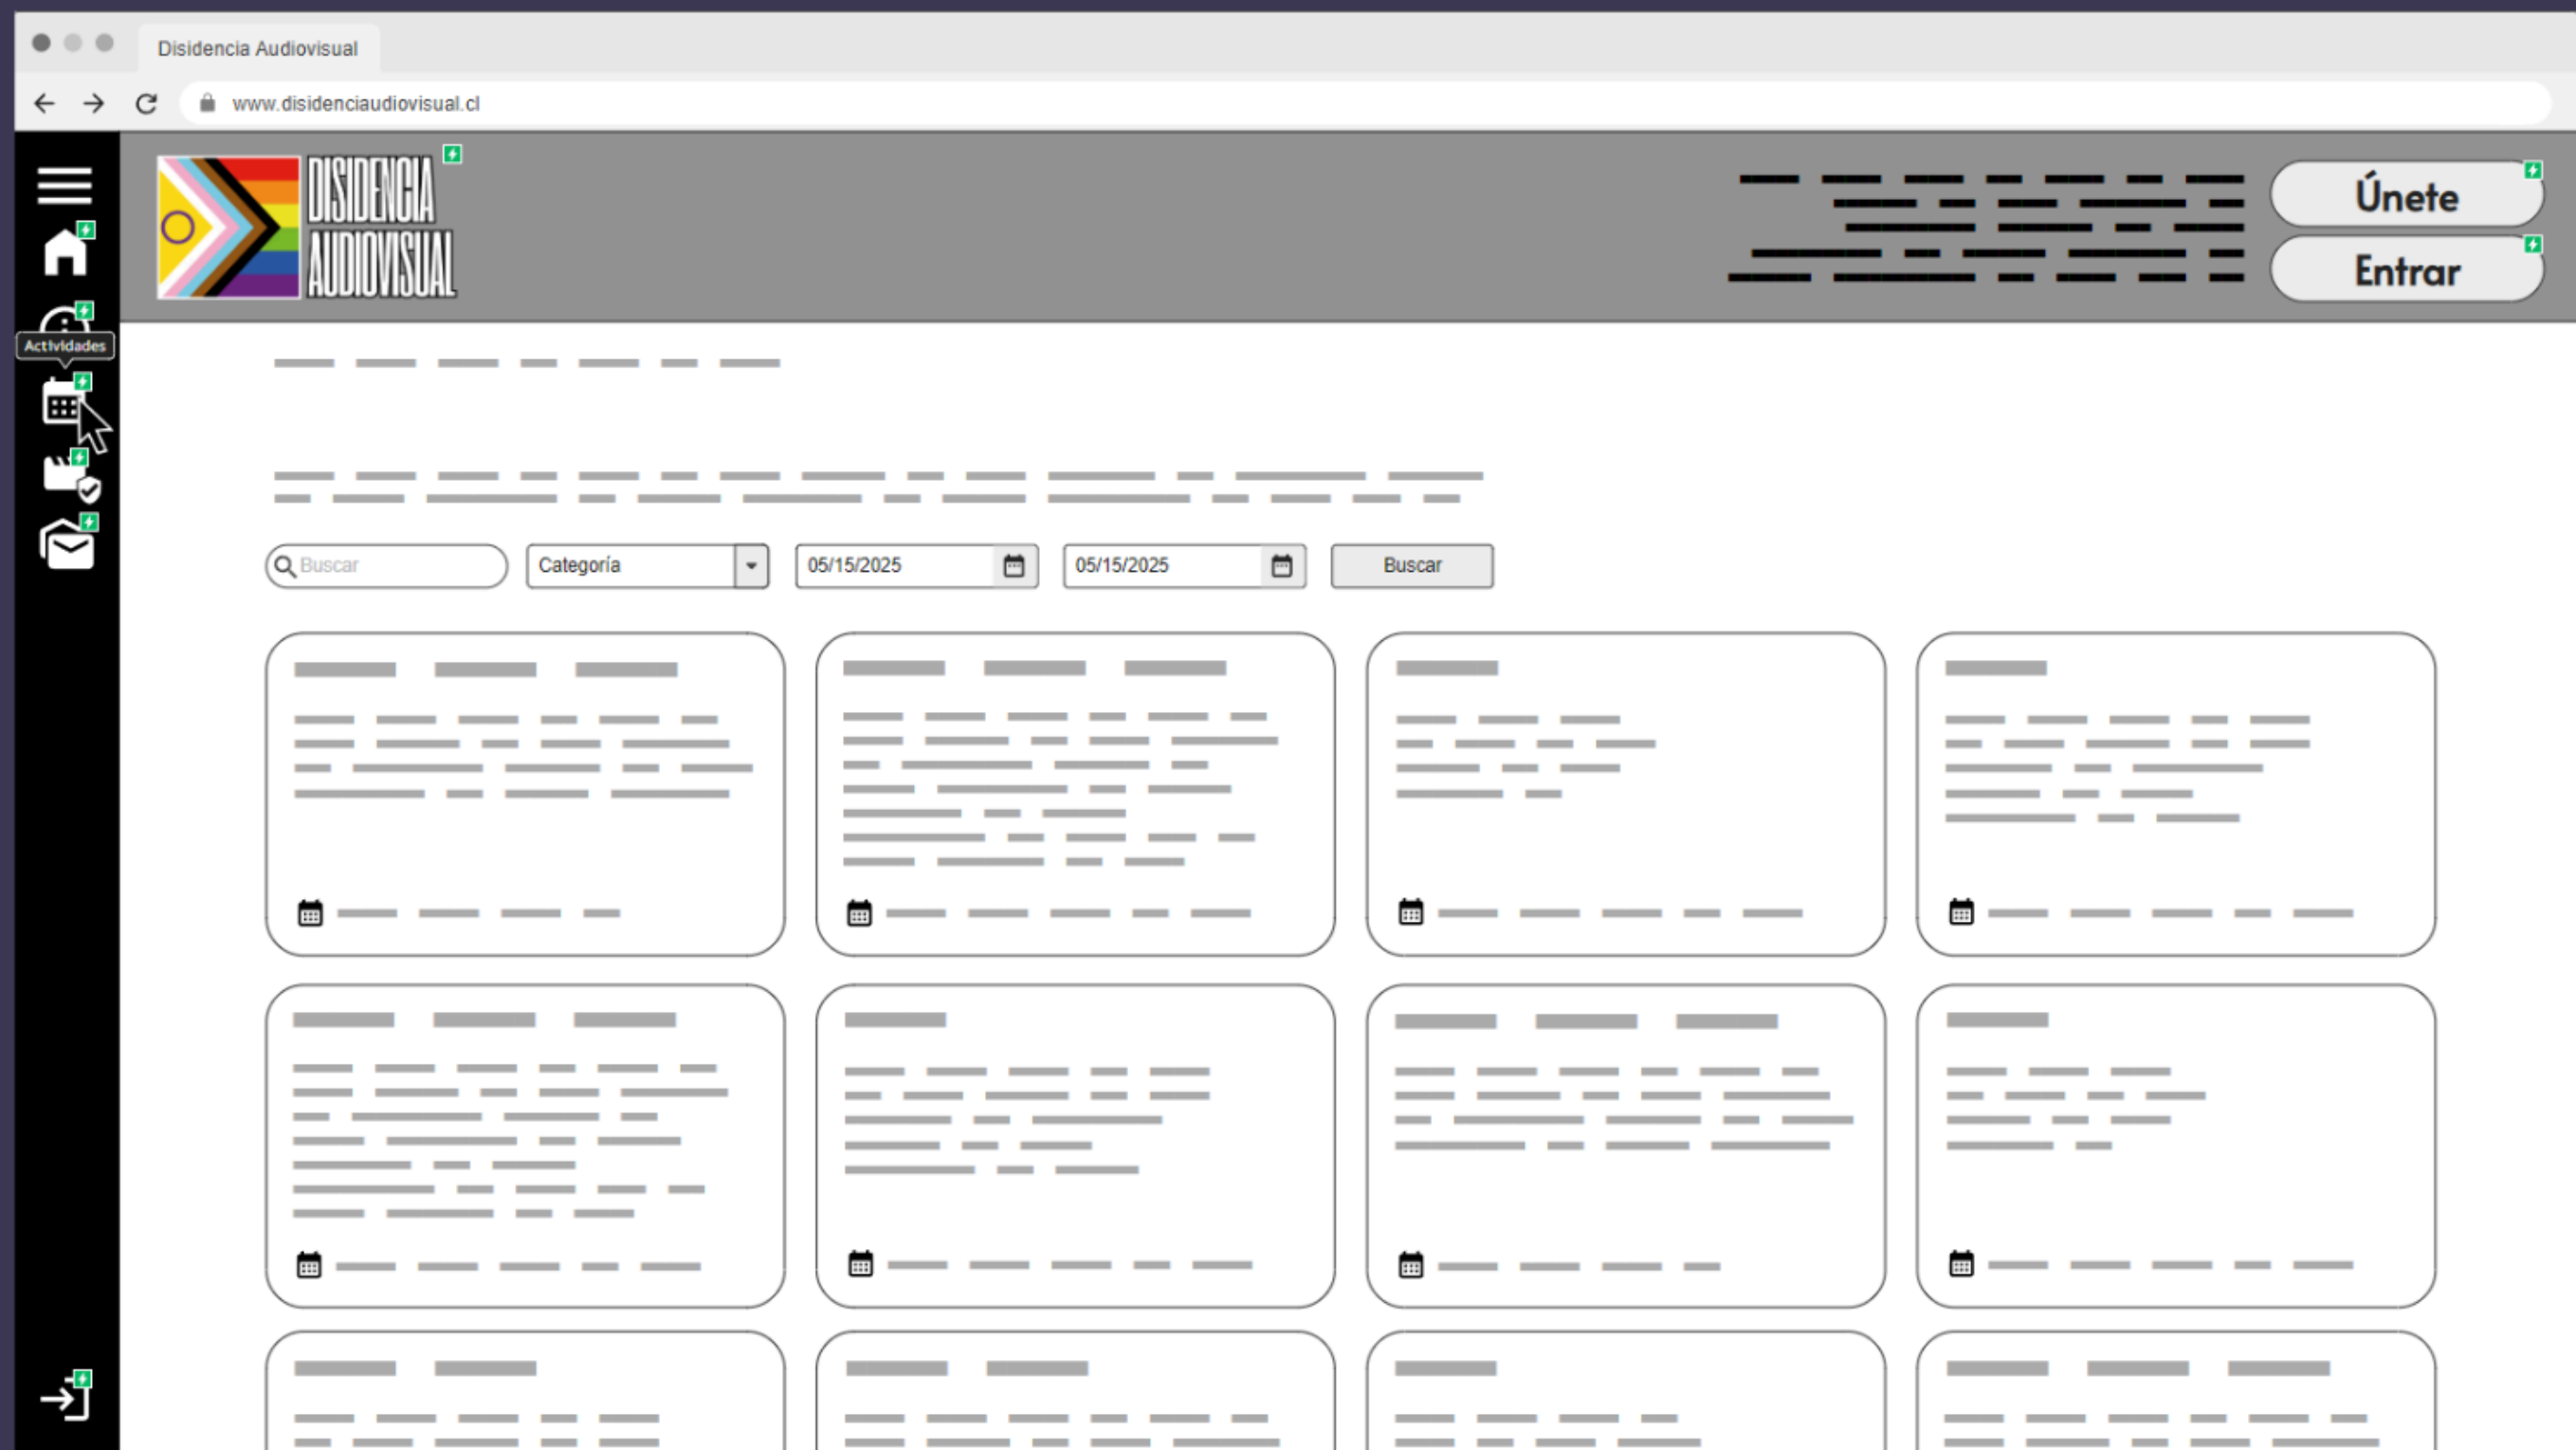 Disidencia Audiovisual
www.disidenciaudiovisual.cl
DISIDENCIA
AUDIOVISUAL
Únete
Entrar
Actividades
Buscar
Categoría
05/15/2025
05/15/2025
Buscar